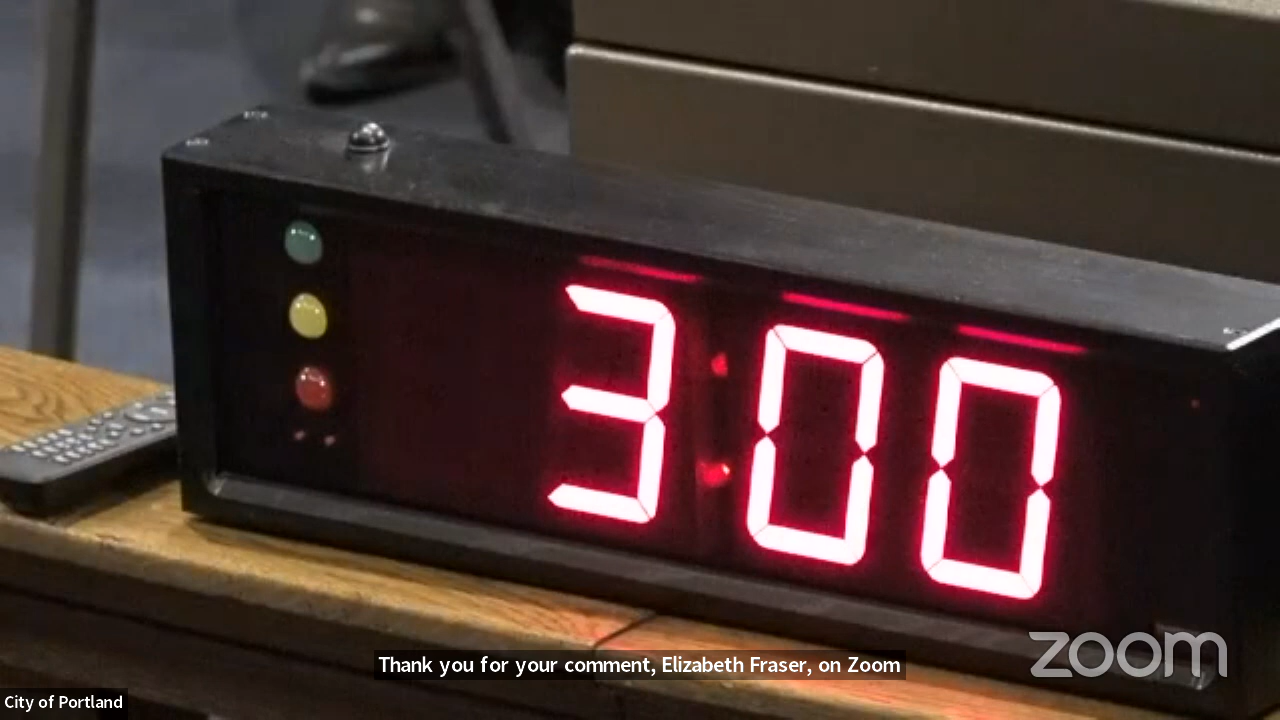 3:00
Thank you for your comment, Elizabeth Fraser, on Zoom
zoom
City of Portland